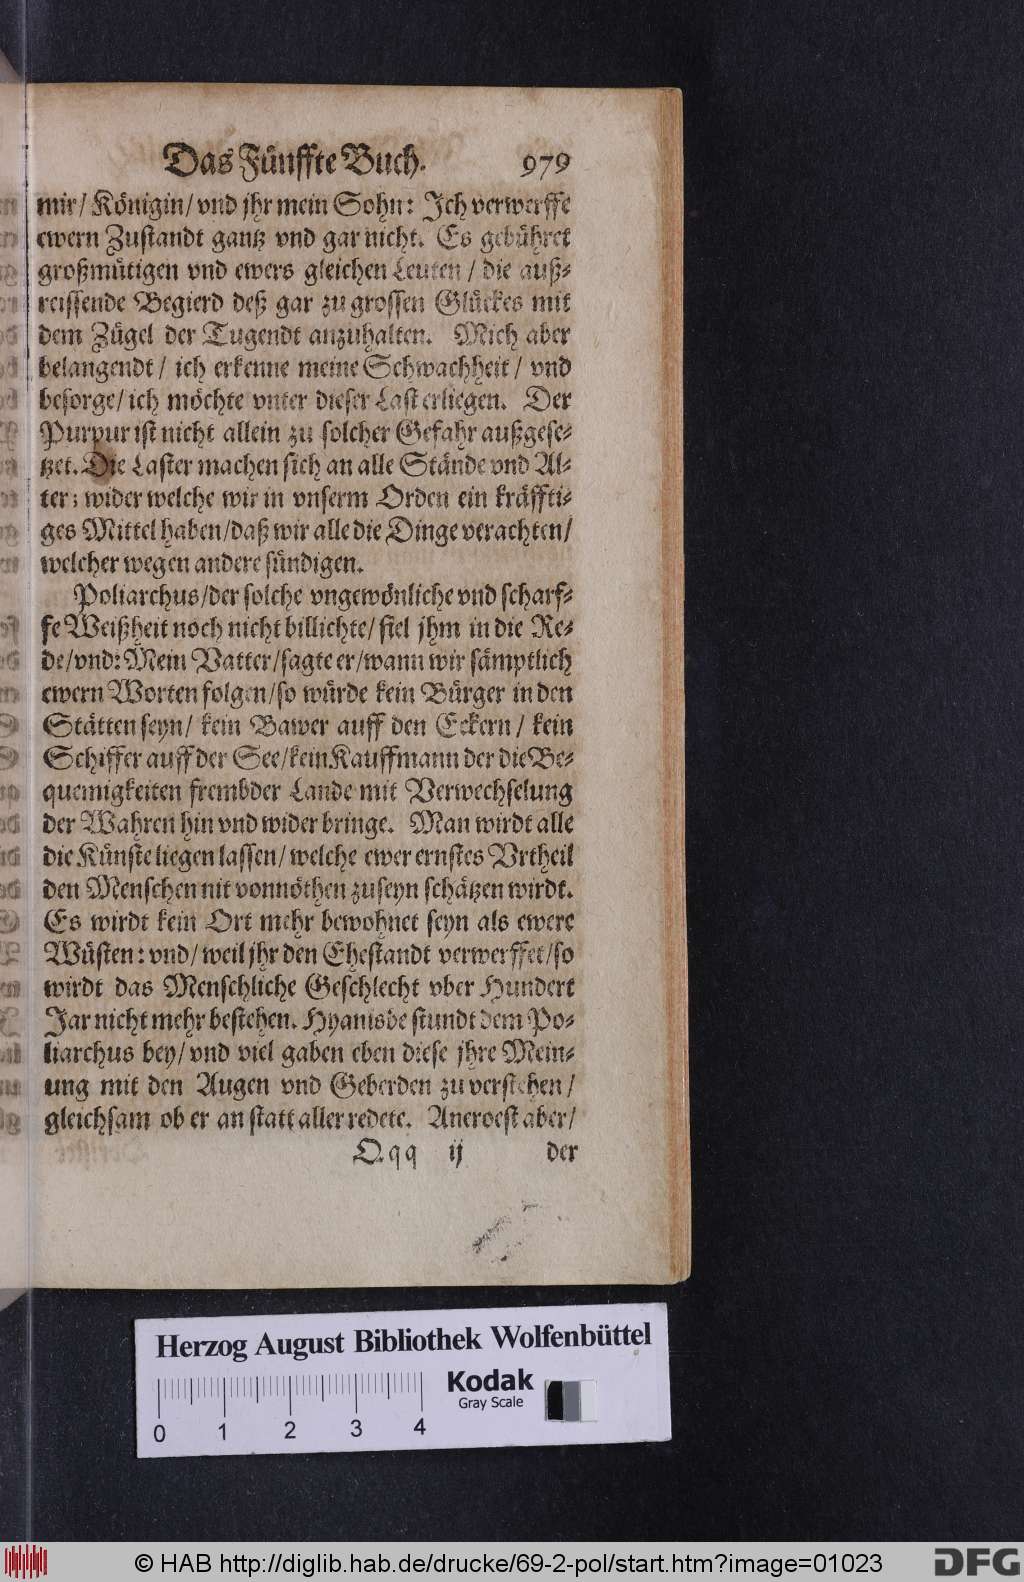 Das Fünffte Buch. 979
mir/ Königin/ vnd jhr mein Sohn: Ich verwerffe
ewern Zustandt gantz vnd gar nicht. Es gebühret
großmütigen vnd ewers gleichen Leuten / die auß-
reissende Begierd deß gar zu grossen Glückes mit
dem Zügel der Tugendt anzuhalten. Mich aber
belangendt / ich erkenne meine Schwachheit / vnd
besorge/ ich möchte vnter dieser Last erliegen. Der
Purpur ist nicht allein zu solcher Gefahr außgese-
tzet. Die Laster machen sich an alle Stände vnd Al-
ter; wider welche wir in vnserm Orden ein kräffti-
ges Mittel haben/daß wir alle die Dinge verachten/
welcher wegen andere sündigen.
Poliarchus/der solche vngewönliche vnd scharf-
fe Weißheit noch nicht billichte/ fiel jhm in die Re-
de/vnd: Mein Vatter/sagte er/wann wir sämptlich
ewern Worten folgen/so würde kein Bürger in den
Stätten seyn/ kein Bawer auff den Eckern / kein
Schiffer auff der See/kein Kauffmann der die Be-
quemigkeiten frembder Lande mit Verwechselung
der Wahren hin vnd wider bringe. Man wirdt alle
die Künste liegen lassen/ welche ewer ernstes Vrtheil
den Menschen nit vonnöthen zuseyn schätzen wirdt.
Es wirdt kein Ort mehr bewohnet seyn als ewere
Wüsten: vnd/ weil jhr den Ehestandt verwerffet/so
wirdt das Menschliche Geschlecht vber Hundert
Jar nicht mehr bestehen. Hyanisbe stundt dem Po-
liarchus bey/ vnd viel gaben eben diese jhre Mein-
ung mit den Augen vnd Geberden zu verstehen /
gleichsam ob er an statt aller redete. Aneroest aber/
Qqq ij der
Herzog August Bibliothek Wolfenbüttel
Kodak
Gray Scale
0 1 2 3 4
© HAB http://diglib.hab.de/drucke/69-2-pol/start.htm?image=01023
DFG